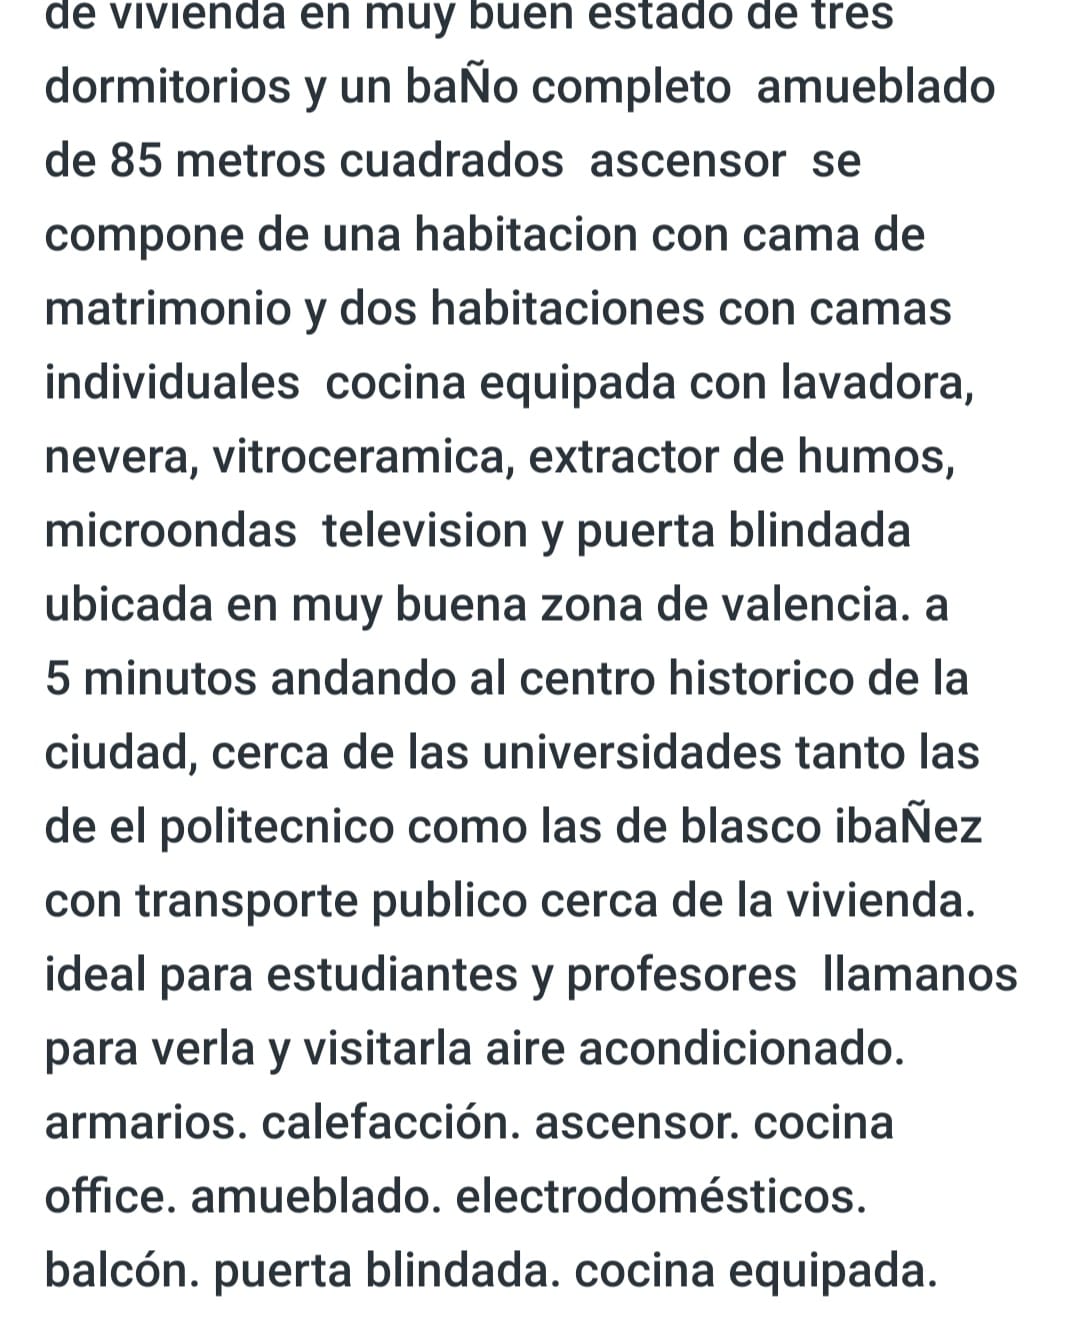 de vivienda en muy buen estado de tres
dormitorios y un baÑo completo  amueblado
de 85 metros cuadrados  ascensor  se
compone de una habitacion con cama de
matrimonio y dos habitaciones con camas
individuales  cocina equipada con lavadora,
nevera, vitroceramica, extractor de humos,
microondas  television y puerta blindada
ubicada en muy buena zona de valencia. a
5 minutos andando al centro historico de la
ciudad, cerca de las universidades tanto las
de el politecnico como las de blasco ibaÑez
con transporte publico cerca de la vivienda.
ideal para estudiantes y profesores  llamanos
para verla y visitarla aire acondicionado.
armarios. calefacción. ascensor. cocina
office. amueblado. electrodomésticos.
balcón. puerta blindada. cocina equipada.